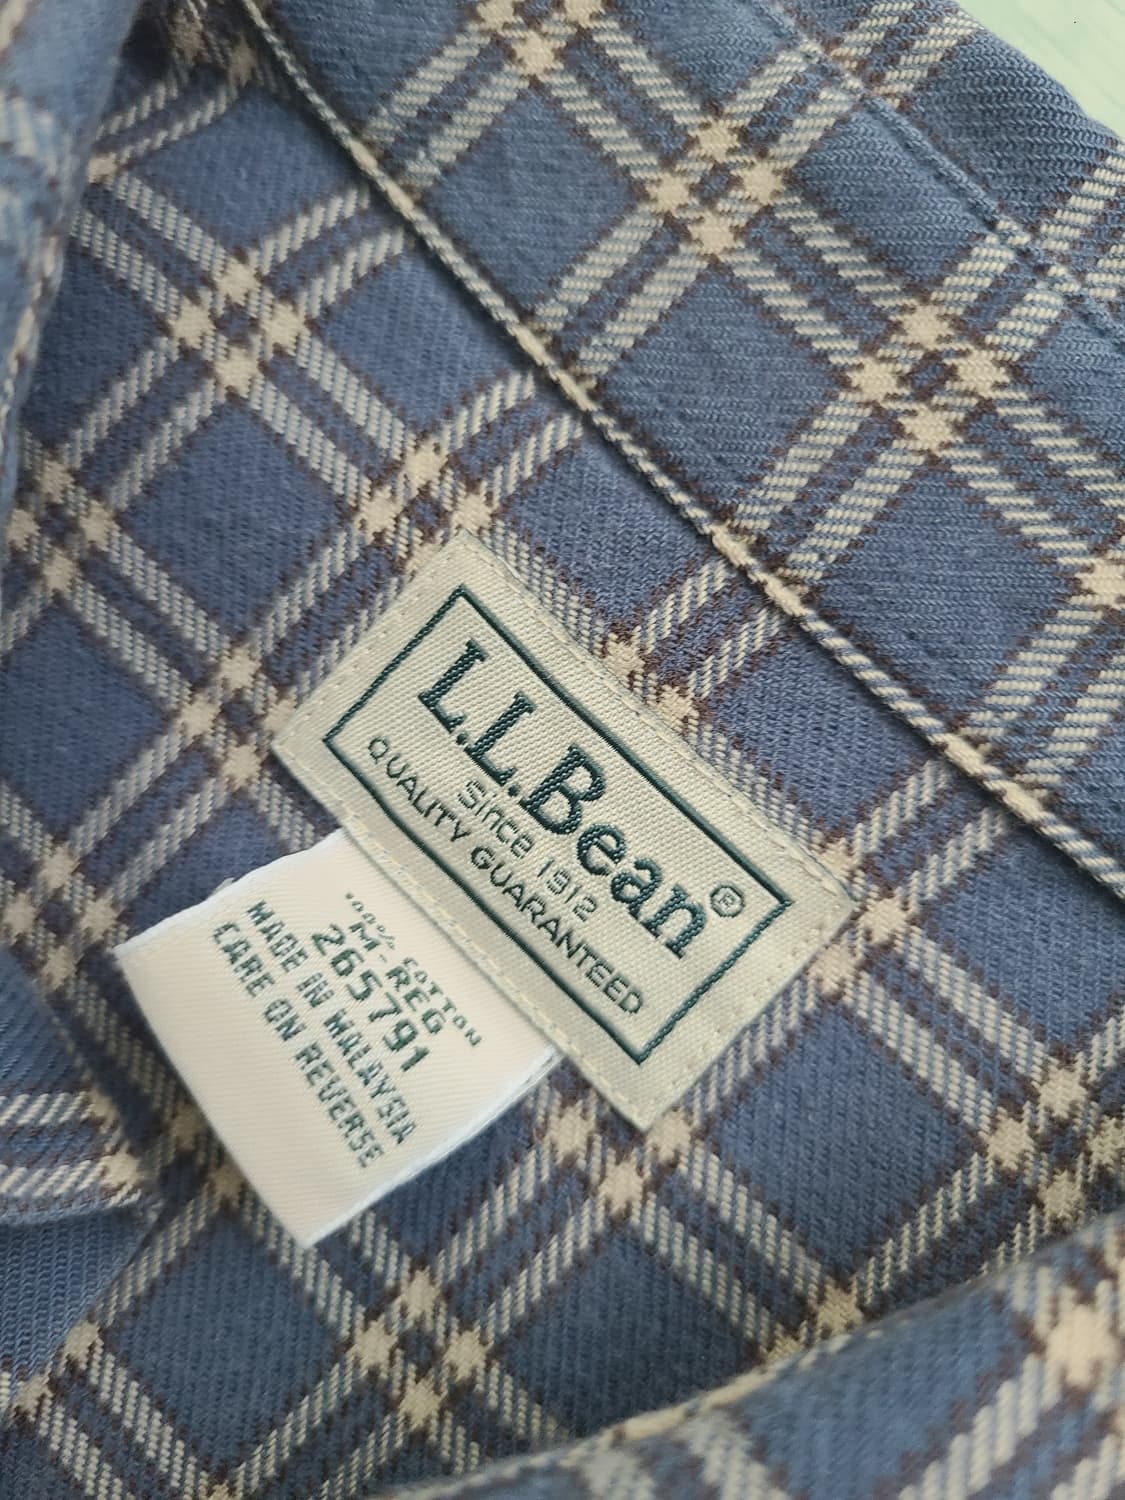 L.L.Bean®
Since 1912
QUALITY GUARANTEED
100% COTTON
M-REG
265791
MADE IN MALAYSIA
CARE ON REVERSE